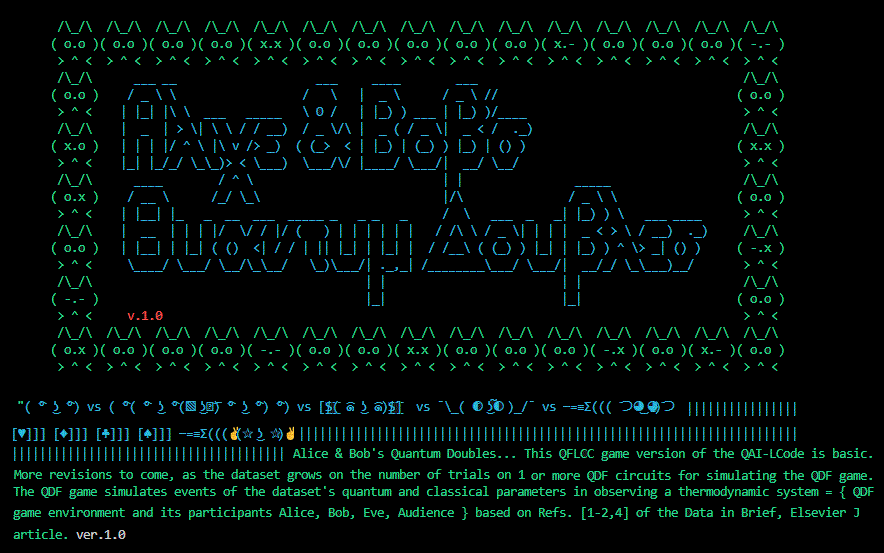 v.1.0
vs vs vs vs
Alice & Bob's Quantum Doubles... This QFLCC game version of the QAI-LCode is basic.
More revisions to come, as the dataset grows on the number of trials on 1 or more QDF circuits for simulating the QDF game.
The QDF game simulates events of the dataset's quantum and classical parameters in observing a thermodynamic system = { QDF
game environment and its participants Alice, Bob, Eve, Audience } based on Refs. [1-2,4] of the Data in Brief, Elsevier J
article. ver.1.0